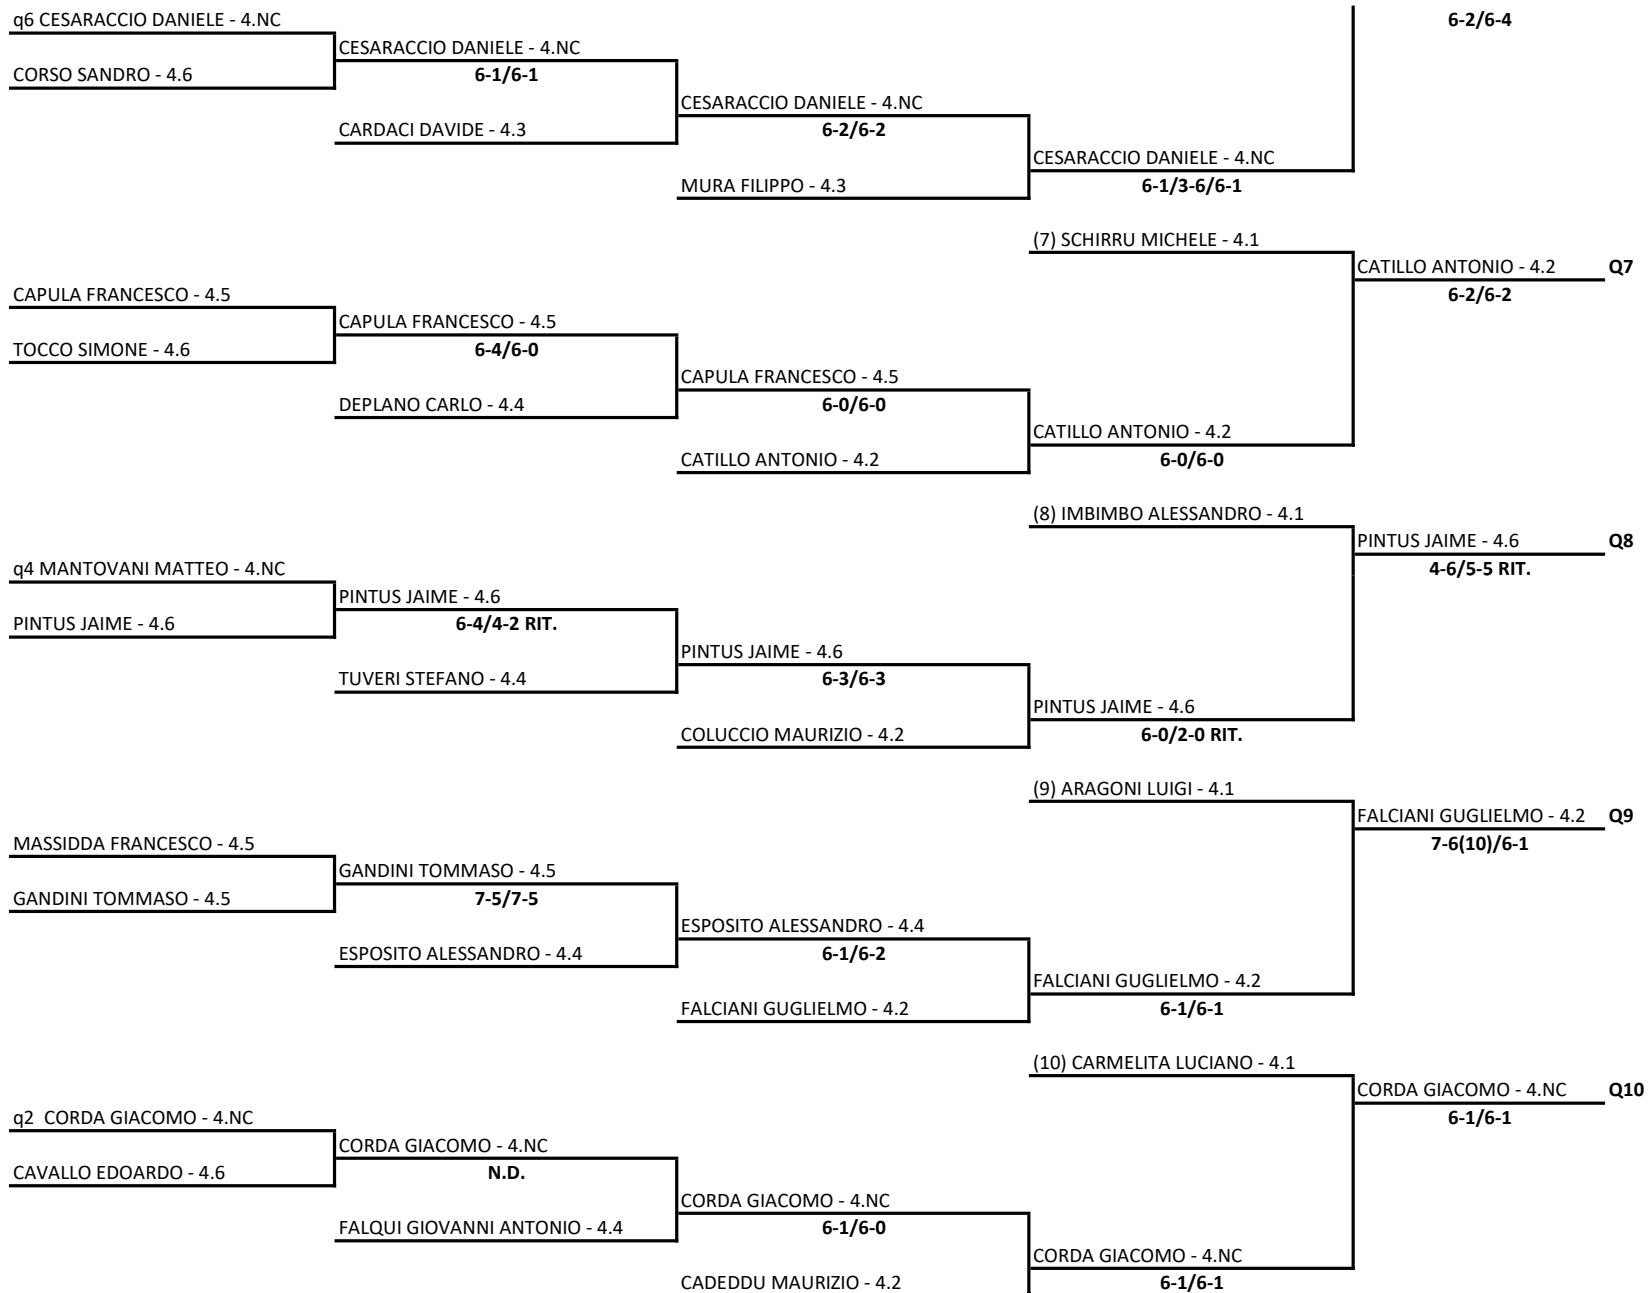 q6 CESARACCIO DANIELE - 4.NC
6-2/6-4
CESARACCIO DANIELE - 4.NC
CORSO SANDRO - 4.6
6-1/6-1
CESARACCIO DANIELE - 4.NC
CARDACI DAVIDE - 4.3
6-2/6-2
CESARACCIO DANIELE - 4.NC
MURA FILIPPO - 4.3
6-1/3-6/6-1
(7) SCHIRRU MICHELE - 4.1
CATILLO ANTONIO - 4.2 Q7
CAPULA FRANCESCO - 4.5
6-2/6-2
CAPULA FRANCESCO - 4.5
TOCCO SIMONE - 4.6
6-4/6-0
CAPULA FRANCESCO - 4.5
DEPLANO CARLO - 4.4
6-0/6-0
CATILLO ANTONIO - 4.2
CATILLO ANTONIO - 4.2
6-0/6-0
(8) IMBIMBO ALESSANDRO - 4.1
PINTUS JAIME - 4.6 Q8
q4 MANTOVANI MATTEO - 4.NC
4-6/5-5 RIT.
PINTUS JAIME - 4.6
PINTUS JAIME - 4.6
6-4/4-2 RIT.
PINTUS JAIME - 4.6
TUVERI STEFANO - 4.4
6-3/6-3
PINTUS JAIME - 4.6
COLUCCIO MAURIZIO - 4.2
6-0/2-0 RIT.
(9) ARAGONI LUIGI - 4.1
FALCIANI GUGLIELMO - 4.2 Q9
MASSIDDA FRANCESCO - 4.5
7-6(10)/6-1
GANDINI TOMMASO - 4.5
GANDINI TOMMASO - 4.5
7-5/7-5
ESPOSITO ALESSANDRO - 4.4
ESPOSITO ALESSANDRO - 4.4
6-1/6-2
FALCIANI GUGLIELMO - 4.2
FALCIANI GUGLIELMO - 4.2
6-1/6-1
(10) CARMELITA LUCIANO - 4.1
CORDA GIACOMO - 4.NC Q10
q2 CORDA GIACOMO - 4.NC
6-1/6-1
CORDA GIACOMO - 4.NC
CAVALLO EDOARDO - 4.6
N.D.
CORDA GIACOMO - 4.NC
FALQUI GIOVANNI ANTONIO - 4.4
6-1/6-0
CORDA GIACOMO - 4.NC
CADEDDU MAURIZIO - 4.2
6-1/6-1